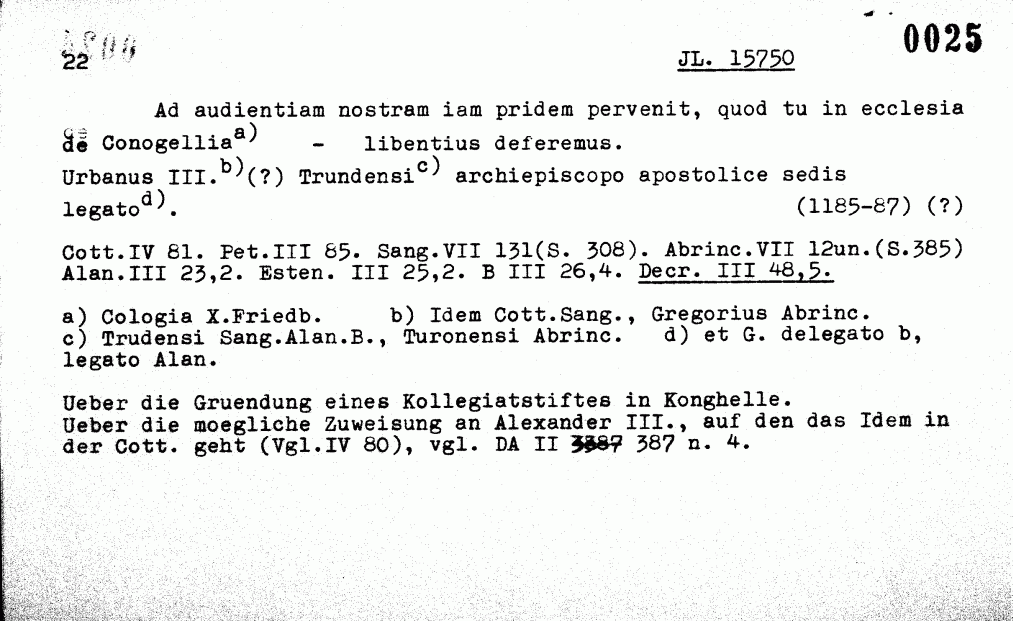 0025
22 JL. 15750
Ad audientiam nostram iam pridem pervenit, quod tu in ecclesia
de Conogellia a) - libentius deferemus.
Urbanus III. b)(?) Trundensi c) archiepiscopo apostolice sedis
legato d). (1185-87) (?)
Cott.IV 81. Pet.III 85. Sang.VII 131(S. 308). Abrinc.VII 12un.(S.385)
Alan.III 23,2. Esten. III 25,2. B III 26,4. Decr. III 48,5.
a) Cologia X.Friedb. b) Idem Cott.Sang., Gregorius Abrinc.
c) Trudensi Sang.Alan.B., Turonensi Abrinc. d) et G. delegato b,
legato Alan.
Ueber die Gruendung eines Kollegiatstiftes in Konghelle.
Ueber die moegliche Zuweisung an Alexander III., auf den das Idem in
der Cott. geht (Vgl.IV 80), vgl. DA II 387 n. 4.